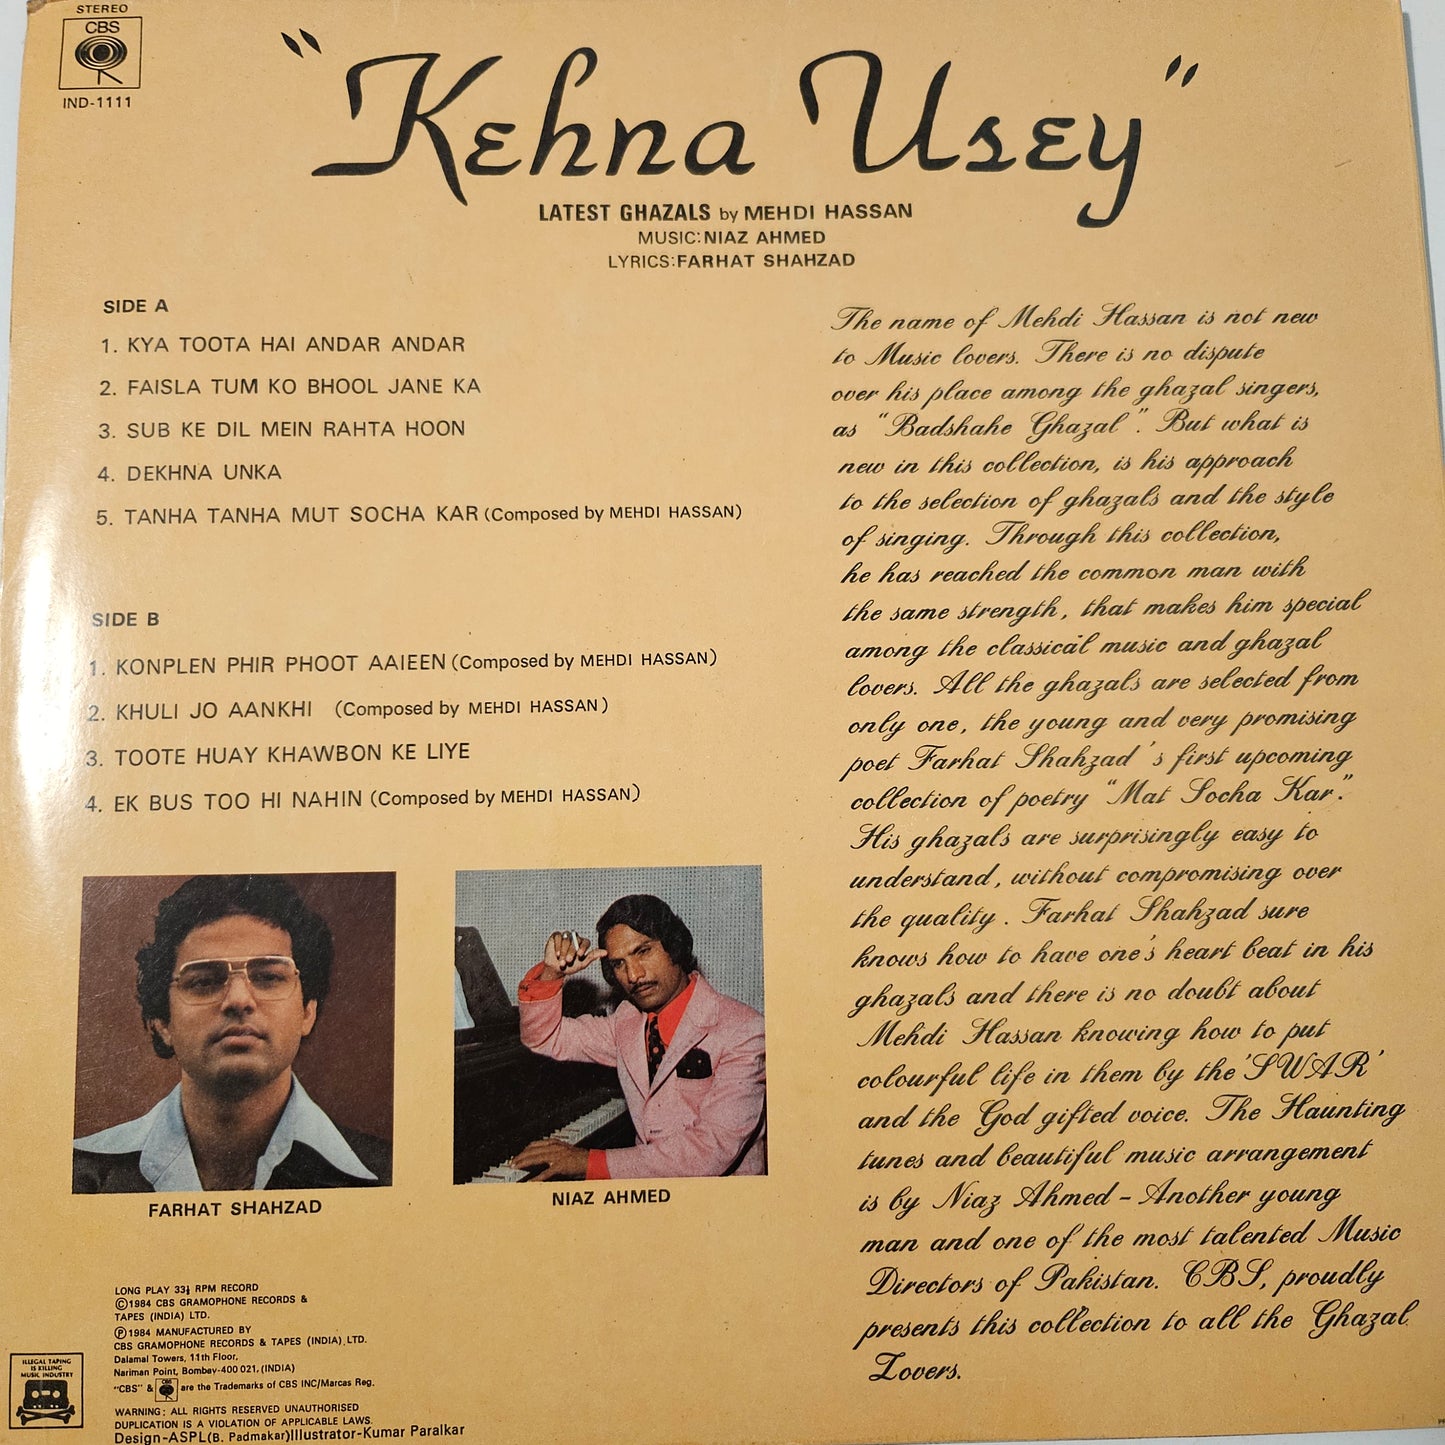 STEREO
CBS
IND-1111
"Kehna Usey"
LATEST GHAZALS by MEHDI HASSAN
MUSIC: NIAZ AHMED
LYRICS: FARHAT SHAHZAD
SIDE A
1. KYA TOOTA HAI ANDAR ANDAR
2. FAISLA TUM KO BHOOL JANE KA
3. SUB KE DIL MEIN RAHTA HOON
4. DEKHNA UNKA
5. TANHA TANHA MUT SOCHA KAR (Composed by MEHDI HASSAN)
SIDE B
1. KONPLEN PHIR PHOOT AAIEEN (Composed by MEHDI HASSAN)
2. KHULI JO AANKHI (Composed by MEHDI HASSAN)
3. TOOTE HUAY KHAWBON KE LIYE
4. EK BUS TOO HI NAHIN (Composed by MEHDI HASSAN)
FARHAT SHAHZAD
NIAZ AHMED
The name of Mehdi Hassan is not new
to Music lovers. There is no dispute
over his place among the ghazal singers,
as "Badshahe Ghazal". But what is
new in this collection, is his approach
to the selection of ghazals and the style
of singing. Through this collection,
he has reached the common man with
the same strength, that makes him special
among the classical music and ghazal
lovers. All the ghazals are selected from
only one, the young and very promising
poet Farhat Shahzad's first upcoming
collection of poetry "Mat Socha Kar."
His ghazals are surprisingly easy to
understand, without compromising over
the quality. Farhat Shahzad sure
knows how to have one's heart beat in his
ghazals and there is no doubt about
Mehdi Hassan knowing how to put
colourful life in them by the 'SWAR'
and the God gifted voice. The Haunting
tunes and beautiful music arrangement
is by Niaz Ahmed - Another young
man and one of the most talented Music
Directors of Pakistan. CBS, proudly
presents this collection to all the Ghazal
Lovers.
LONG PLAY 33⅓ RPM RECORD
©1984 CBS GRAMOPHONE RECORDS &
TAPES (INDIA) LTD.
℗1984 MANUFACTURED BY
CBS GRAMOPHONE RECORDS & TAPES (INDIA) LTD.
Dalamal Towers, 11th Floor,
Nariman Point, Bombay-400 021. (INDIA)
"CBS" & CBS are the Trademarks of CBS INC/Marcas Reg.
WARNING: ALL RIGHTS RESERVED UNAUTHORISED
DUPLICATION IS A VIOLATION OF APPLICABLE LAWS.
Design-ASPL(B. Padmakar)Illustrator-Kumar Paralkar
ILLEGAL TAPING
IS KILLING
MUSIC INDUSTRY